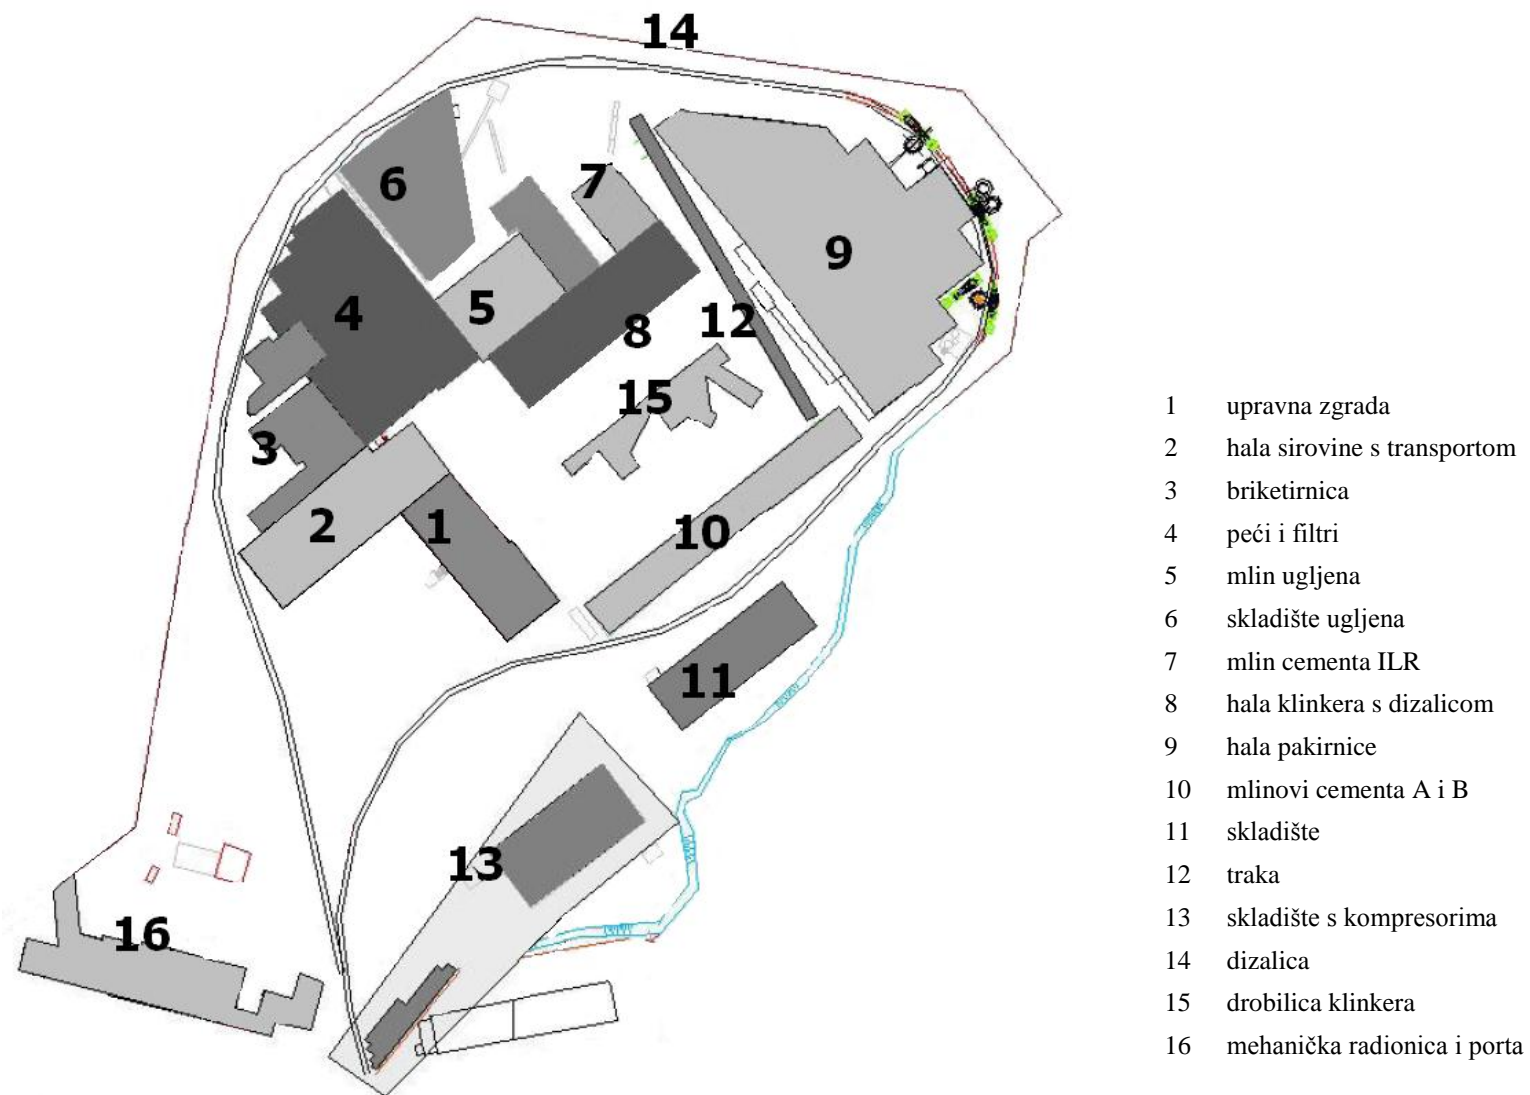 14
6
7
9
4
5
8
12
15
3
2
1
10
11
13
16
1 upravna zgrada
2 hala sirovine s transportom
3 briketirnica
4 peći i filtri
5 mlin ugljena
6 skladište ugljena
7 mlin cementa ILR
8 hala klinkera s dizalicom
9 hala pakirnice
10 mlinovi cementa A i B
11 skladište
12 traka
13 skladište s kompresorima
14 dizalica
15 drobilica klinkera
16 mehanička radionica i porta